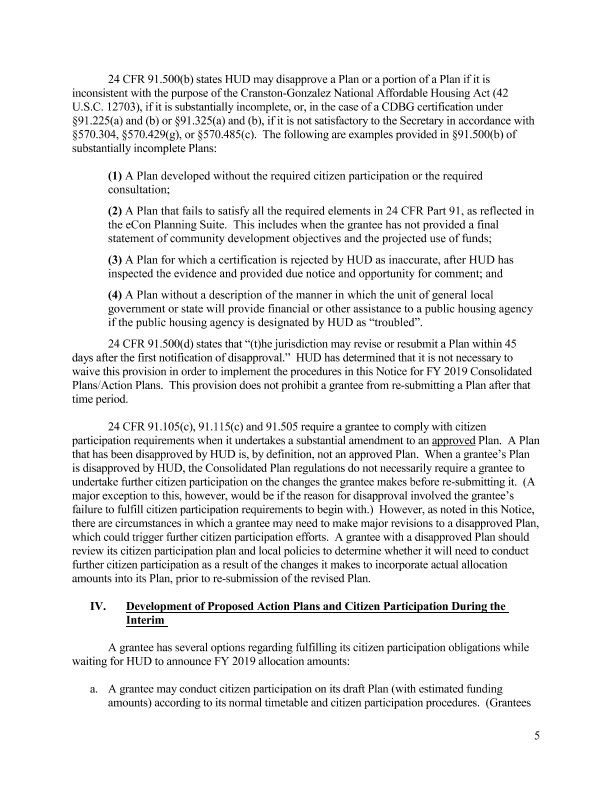 24 CFR 91.500(b) states HUD may disapprove a Plan or a portion of a Plan if it is
inconsistent with the purpose of the Cranston-Gonzalez National Affordable Housing Act (42
U.S.C. 12703), if it is substantially incomplete, or, in the case of a CDBG certification under
§91.225(a) and (b) or §91.325(a) and (b), if it is not satisfactory to the Secretary in accordance with
§570.304, §570.429(g), or §570.485(c).  The following are examples provided in §91.500(b) of
substantially incomplete Plans:
(1) A Plan developed without the required citizen participation or the required
consultation;
(2) A Plan that fails to satisfy all the required elements in 24 CFR Part 91, as reflected in
the eCon Planning Suite.  This includes when the grantee has not provided a final
statement of community development objectives and the projected use of funds;
(3) A Plan for which a certification is rejected by HUD as inaccurate, after HUD has
inspected the evidence and provided due notice and opportunity for comment; and
(4) A Plan without a description of the manner in which the unit of general local
government or state will provide financial or other assistance to a public housing agency
if the public housing agency is designated by HUD as “troubled”.
24 CFR 91.500(d) states that “(t)he jurisdiction may revise or resubmit a Plan within 45
days after the first notification of disapproval.”  HUD has determined that it is not necessary to
waive this provision in order to implement the procedures in this Notice for FY 2019 Consolidated
Plans/Action Plans.  This provision does not prohibit a grantee from re-submitting a Plan after that
time period.
24 CFR 91.105(c), 91.115(c) and 91.505 require a grantee to comply with citizen
participation requirements when it undertakes a substantial amendment to an approved Plan.  A Plan
that has been disapproved by HUD is, by definition, not an approved Plan.  When a grantee’s Plan
is disapproved by HUD, the Consolidated Plan regulations do not necessarily require a grantee to
undertake further citizen participation on the changes the grantee makes before re-submitting it.  (A
major exception to this, however, would be if the reason for disapproval involved the grantee’s
failure to fulfill citizen participation requirements to begin with.)  However, as noted in this Notice,
there are circumstances in which a grantee may need to make major revisions to a disapproved Plan,
which could trigger further citizen participation efforts.  A grantee with a disapproved Plan should
review its citizen participation plan and local policies to determine whether it will need to conduct
further citizen participation as a result of the changes it makes to incorporate actual allocation
amounts into its Plan, prior to re-submission of the revised Plan.
IV. Development of Proposed Action Plans and Citizen Participation During the
Interim
A grantee has several options regarding fulfilling its citizen participation obligations while
waiting for HUD to announce FY 2019 allocation amounts:
a. A grantee may conduct citizen participation on its draft Plan (with estimated funding
amounts) according to its normal timetable and citizen participation procedures.  (Grantees
5